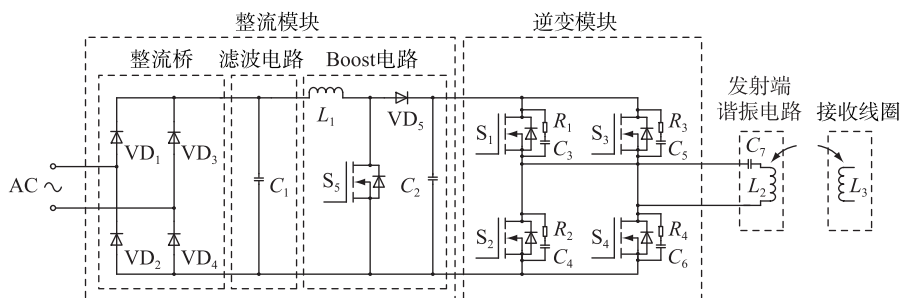 整流模块
逆变模块
整流桥
滤波电路
Boost电路
发射端
谐振电路
接收线圈
AC
VD1
VD3
VD2
VD4
C1
L1
VD5
S5
C2
S1
R1
C3
S3
R3
C5
S2
R2
C4
S4
R4
C6
C7
L2
L3